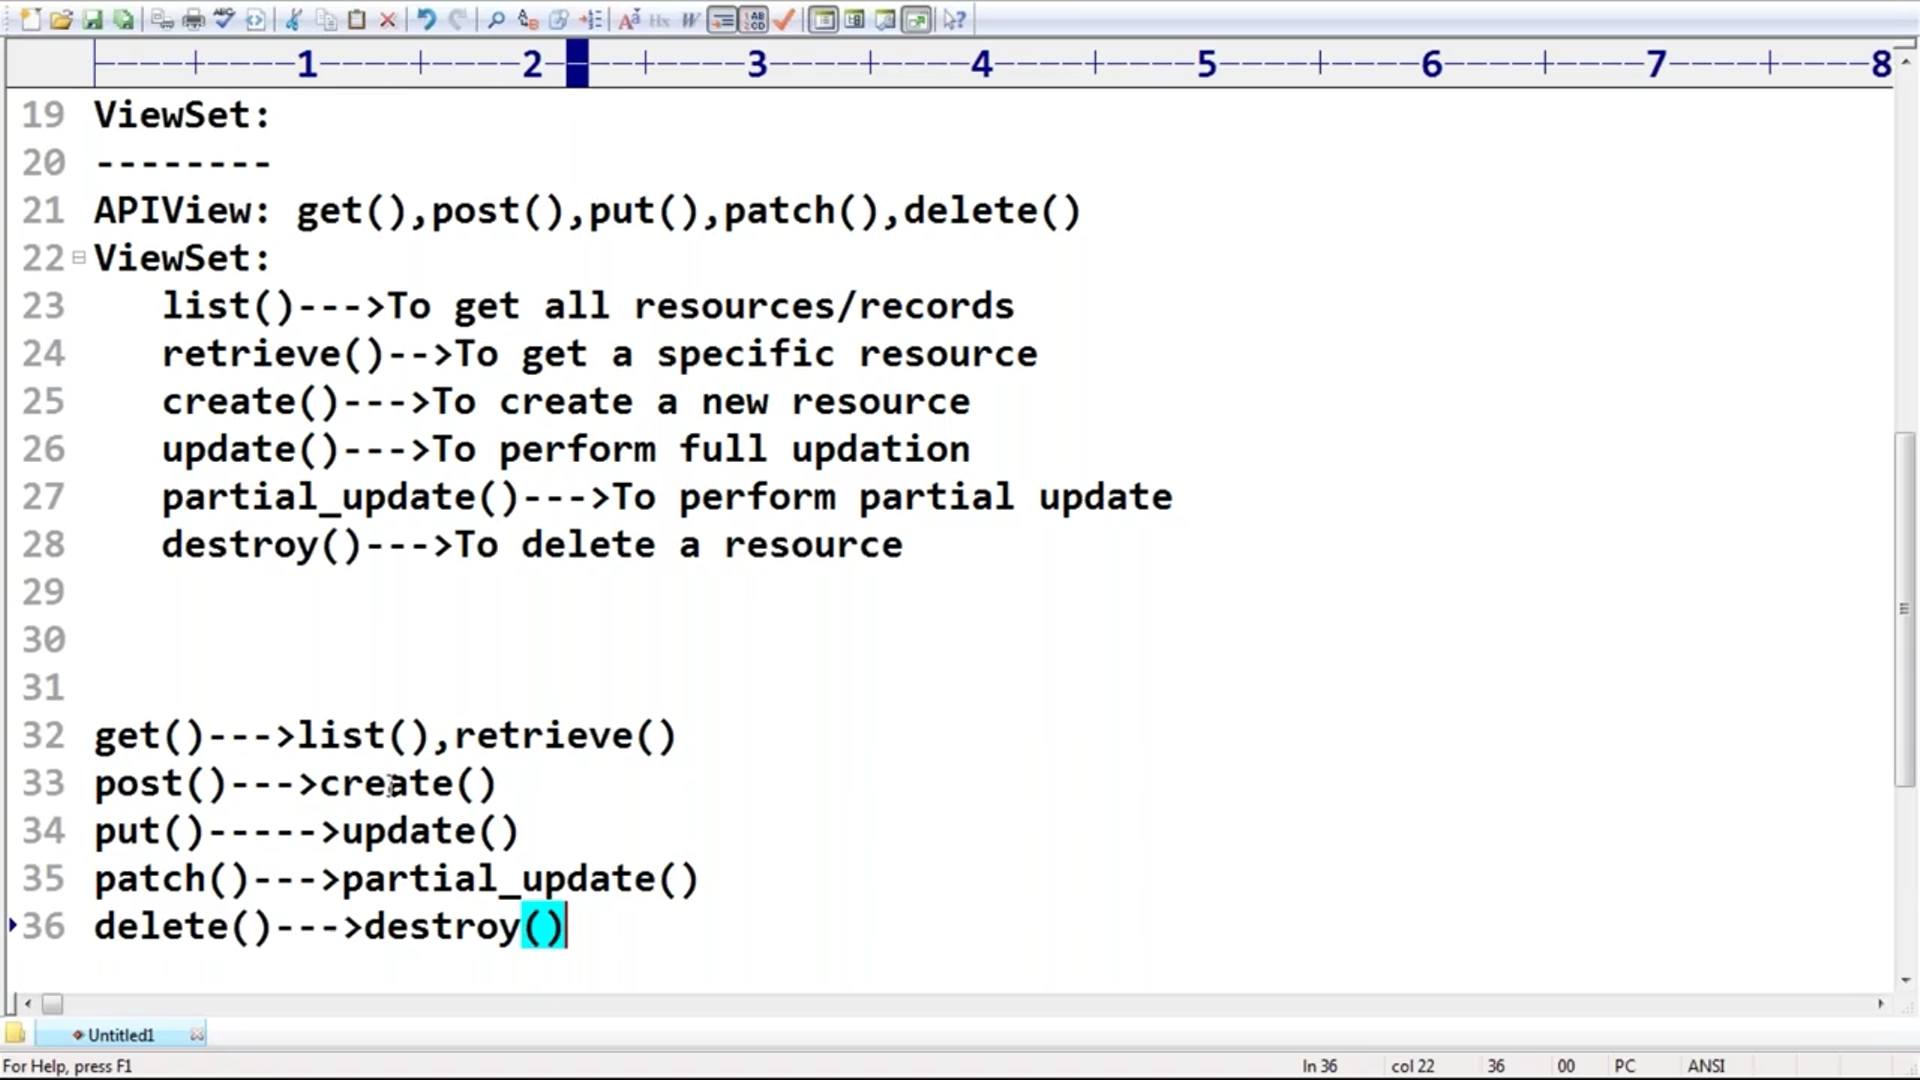 1 2 3 4 5 6 7 8
19 ViewSet:
20 --------
21 APIView: get(),post(),put(),patch(),delete()
22 ViewSet:
23 list()--->To get all resources/records
24 retrieve()-->To get a specific resource
25 create()--->To create a new resource
26 update()--->To perform full updation
27 partial_update()--->To perform partial update
28 destroy()--->To delete a resource
29
30
31
32 get()--->list(),retrieve()
33 post()--->create()
34 put()----->update()
35 patch()--->partial_update()
36 delete()--->destroy()
Untitled1
For Help, press F1 ln 36 col 22 36 00 PC ANSI